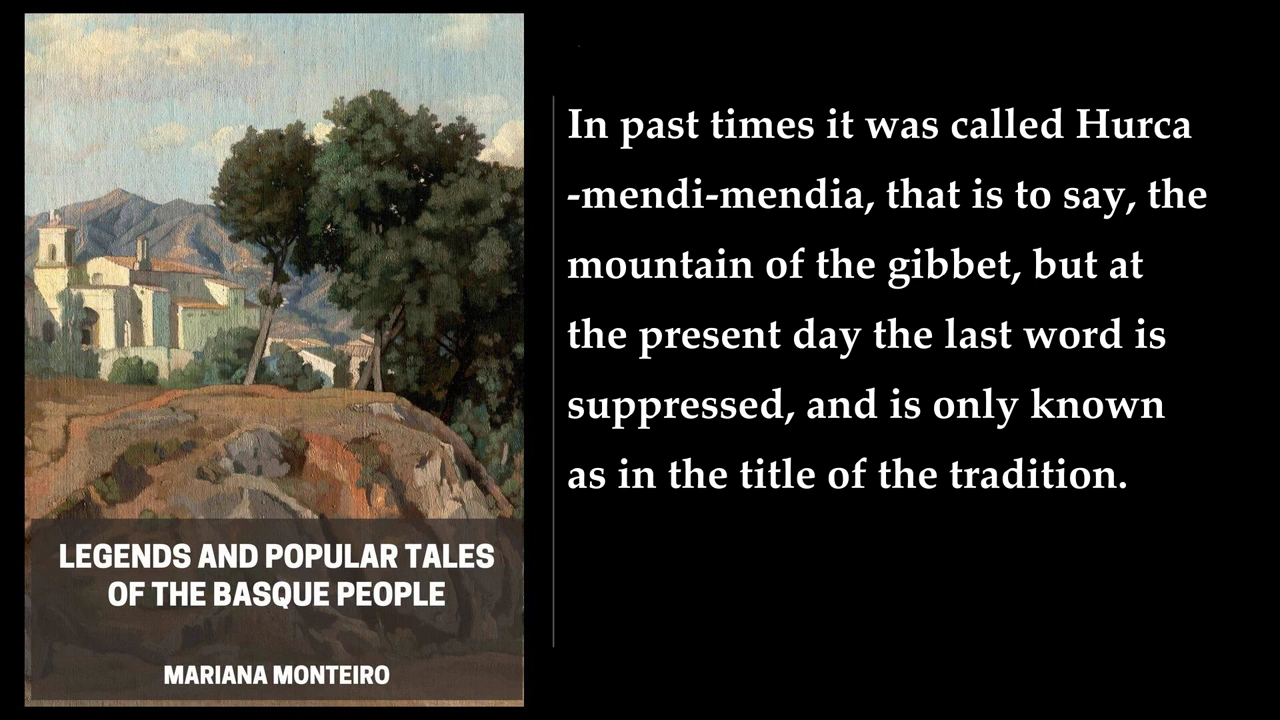 In past times it was called Hurca
-mendi-mendia, that is to say, the
mountain of the gibbet, but at
the present day the last word is
suppressed, and is only known
as in the title of the tradition.
LEGENDS AND POPULAR TALES
OF THE BASQUE PEOPLE
MARIANA MONTEIRO